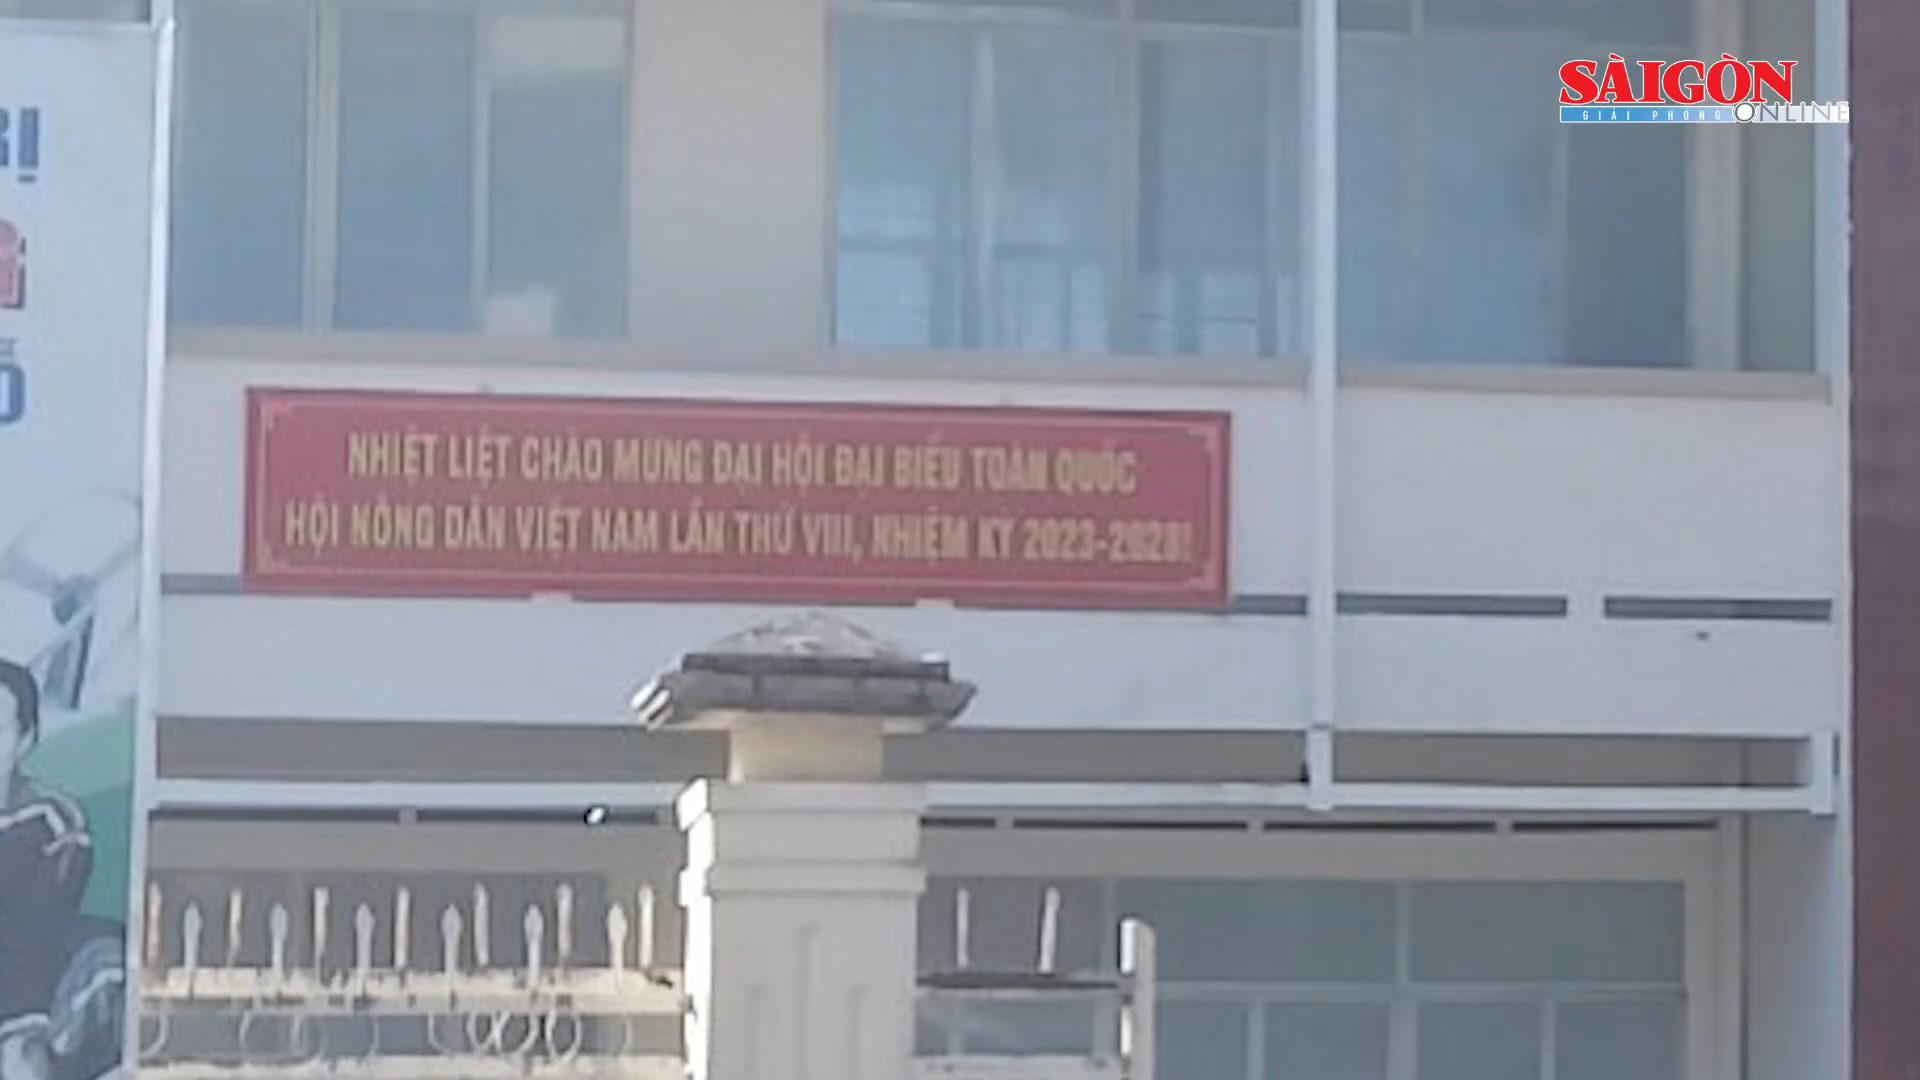 SÀIGÒN
GIẢI PHÓNG ONLINE
NHIỆT LIỆT CHÀO MỪNG ĐẠI HỘI ĐẠI BIỂU TOÀN QUỐC
HỘI NÔNG DÂN VIỆT NAM LẦN THỨ VIII, NHIỆM KỲ 2023-2028!